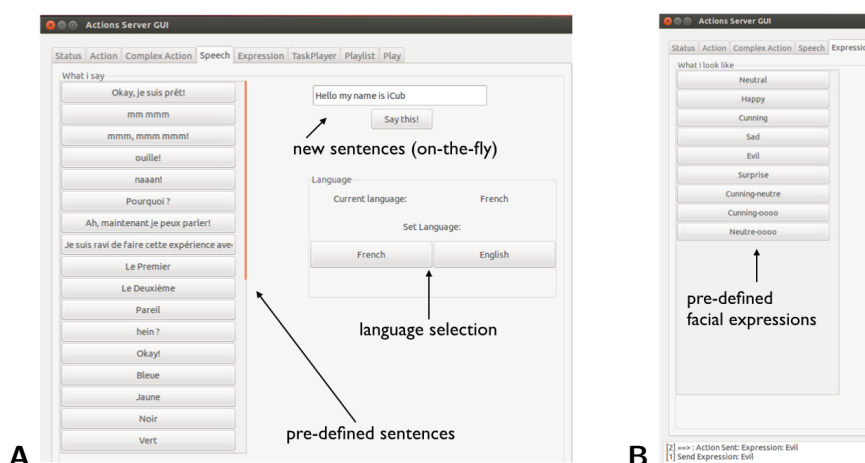 Actions Server GUI
Status Action Complex Action Speech Expression TaskPlayer Playlist Play
What i say
Okay, je suis prêt!
mm mmm
mmm, mmm mmm!
ouille!
naaan!
Pourquoi ?
Ah, maintenant je peux parler!
Je suis ravi de faire cette expérience avec
Le Premier
Le Deuxième
Pareil
hein ?
Okay!
Bleue
Jaune
Noir
Vert
Hello my name is iCub
Say this!
new sentences (on-the-fly)
Language
Current language: French
Set Language:
French English
language selection
pre-defined sentences
A
Actions Server GUI
Status Action Complex Action Speech Expression
What i look like
Neutral
Happy
Cunning
Sad
Evil
Surprise
Cunning-neutre
Cunning-oooo
Neutre-oooo
pre-defined
facial expressions
[2] ==> : Action Sent: Expression: Evil
[1] Send Expression: Evil
B